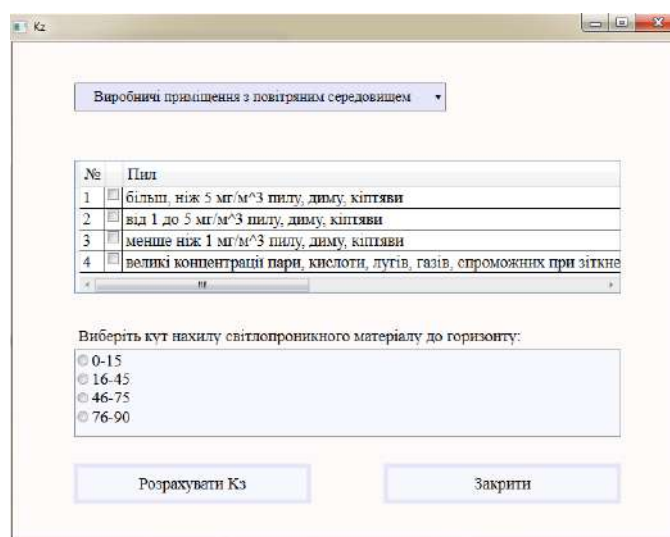 Kz
Виробничі приміщення з повітряним середовищем
№ Пил
1 більш, ніж 5 мг/м^3 пилу, диму, кіптяви
2 від 1 до 5 мг/м^3 пилу, диму, кіптяви
3 менше ніж 1 мг/м^3 пилу, диму, кіптяви
4 великі концентрації пари, кислоти, лугів, газів, спроможних при зіткне
Виберіть кут нахилу світлопроникного матеріалу до горизонту:
0-15
16-45
46-75
76-90
Розрахувати Кз Закрити